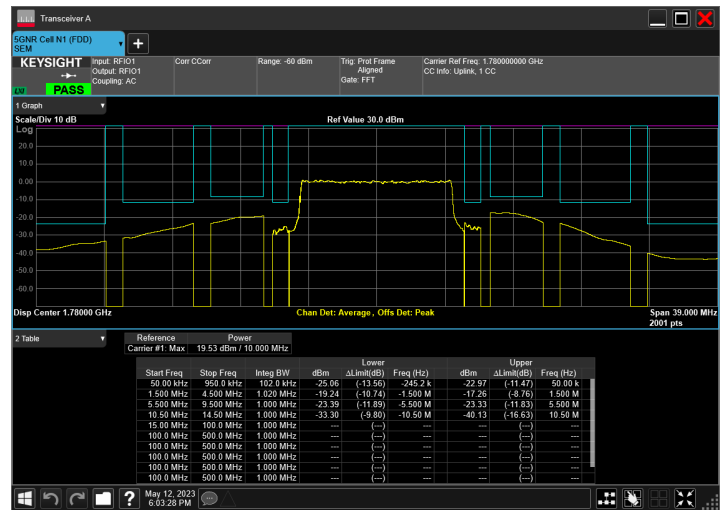 Transceiver A
5GNR Cell N1 (FDD)
SEM
KEYSIGHT Input: RFIO1 Corr CCorr Range: -60 dBm Trig: Prot Frame Carrier Ref Freq: 1.780000000 GHz
Output: RFIO1 Aligned CC Info: Uplink, 1 CC
Coupling: AC Gate: FFT
LXI PASS
1 Graph
Scale/Div 10 dB Ref Value 30.0 dBm
Log
20.0
10.0
0.00
-10.0
-20.0
-30.0
-40.0
-50.0
-60.0
Disp Center 1.78000 GHz Chan Det: Average, Offs Det: Peak Span 39.000 MHz
2001 pts
2 Table
Reference Power
Carrier #1: Max 19.53 dBm / 10.000 MHz
Lower Upper
Start Freq Stop Freq Integ BW dBm ΔLimit(dB) Freq (Hz) dBm ΔLimit(dB) Freq (Hz)
50.00 kHz 950.0 kHz 102.0 kHz -25.06 (-13.56) -245.2 k -22.97 (-11.47) 50.00 k
1.500 MHz 4.500 MHz 1.020 MHz -19.24 (-10.74) -1.500 M -17.26 (-8.76) 1.500 M
5.500 MHz 9.500 MHz 1.000 MHz -23.39 (-11.89) -5.500 M -23.33 (-11.83) 5.500 M
10.50 MHz 14.50 MHz 1.000 MHz -33.30 (-9.80) -10.50 M -40.13 (-16.63) 10.50 M
15.00 MHz 100.0 MHz 1.000 MHz --- (---) --- --- (---) ---
100.0 MHz 500.0 MHz 1.000 MHz --- (---) --- --- (---) ---
100.0 MHz 500.0 MHz 1.000 MHz --- (---) --- --- (---) ---
100.0 MHz 500.0 MHz 1.000 MHz --- (---) --- --- (---) ---
100.0 MHz 500.0 MHz 1.000 MHz --- (---) --- --- (---) ---
100.0 MHz 500.0 MHz 1.000 MHz --- (---) --- --- (---) ---
May 12, 2023
6:03:28 PM